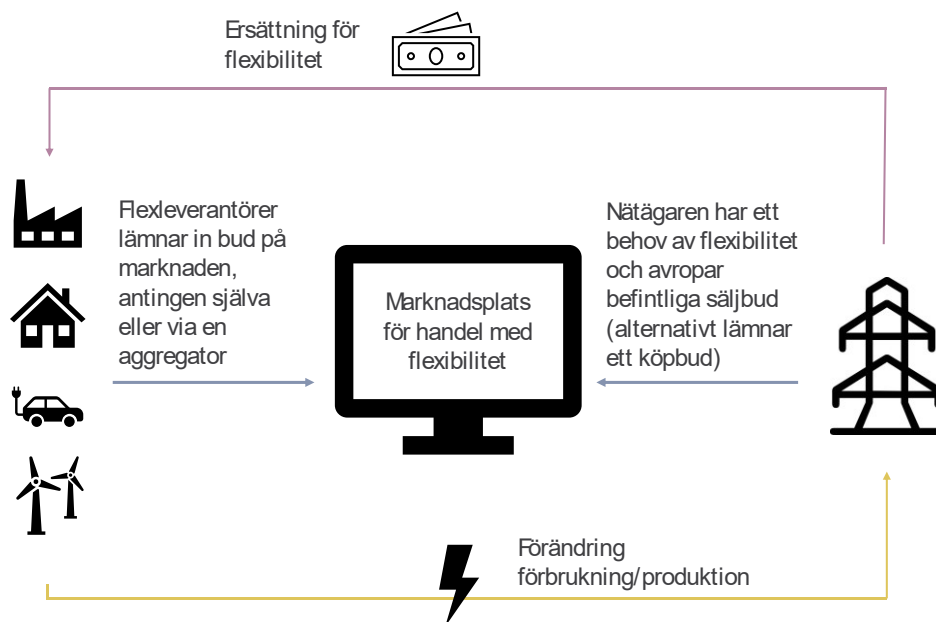 Ersättning för
flexibilitet
Flexleverantörer
lämnar in bud på
marknaden,
antingen själva
eller via en
aggregator
Marknadsplats
för handel med
flexibilitet
Nätägaren har ett
behov av flexibilitet
och avropar
befintliga säljbud
(alternativt lämnar
ett köpbud)
Förändring
förbrukning/produktion